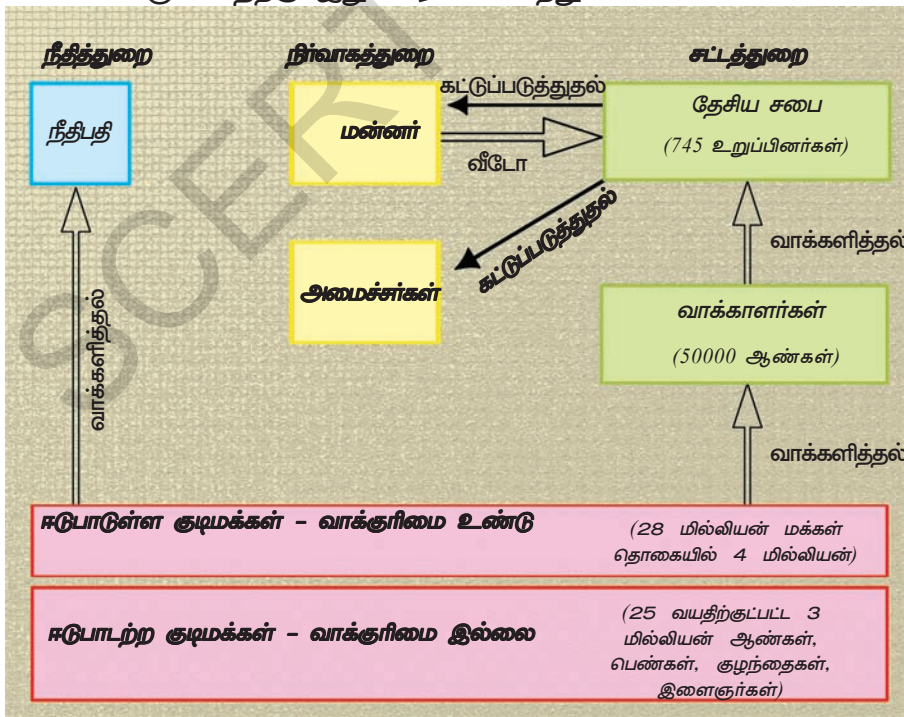 நீதித்துறை
நிர்வாகத்துறை
சட்டத்துறை
நீதிபதி
மன்னர்
கட்டுப்படுத்துதல்
வீடோ
தேசிய சபை
(745 உறுப்பினர்கள்)
அமைச்சர்கள்
கட்டுப்படுத்துதல்
வாக்களித்தல்
வாக்காளர்கள்
(50000 ஆண்கள்)
வாக்களித்தல்
வாக்களித்தல்
ஈடுபாடுள்ள குடிமக்கள் – வாக்குரிமை உண்டு
(28 மில்லியன் மக்கள்
தொகையில் 4 மில்லியன்)
ஈடுபாடற்ற குடிமக்கள் – வாக்குரிமை இல்லை
(25 வயதிற்குட்பட்ட 3
மில்லியன் ஆண்கள்,
பெண்கள், குழந்தைகள்,
இளைஞர்கள்)
SCERT